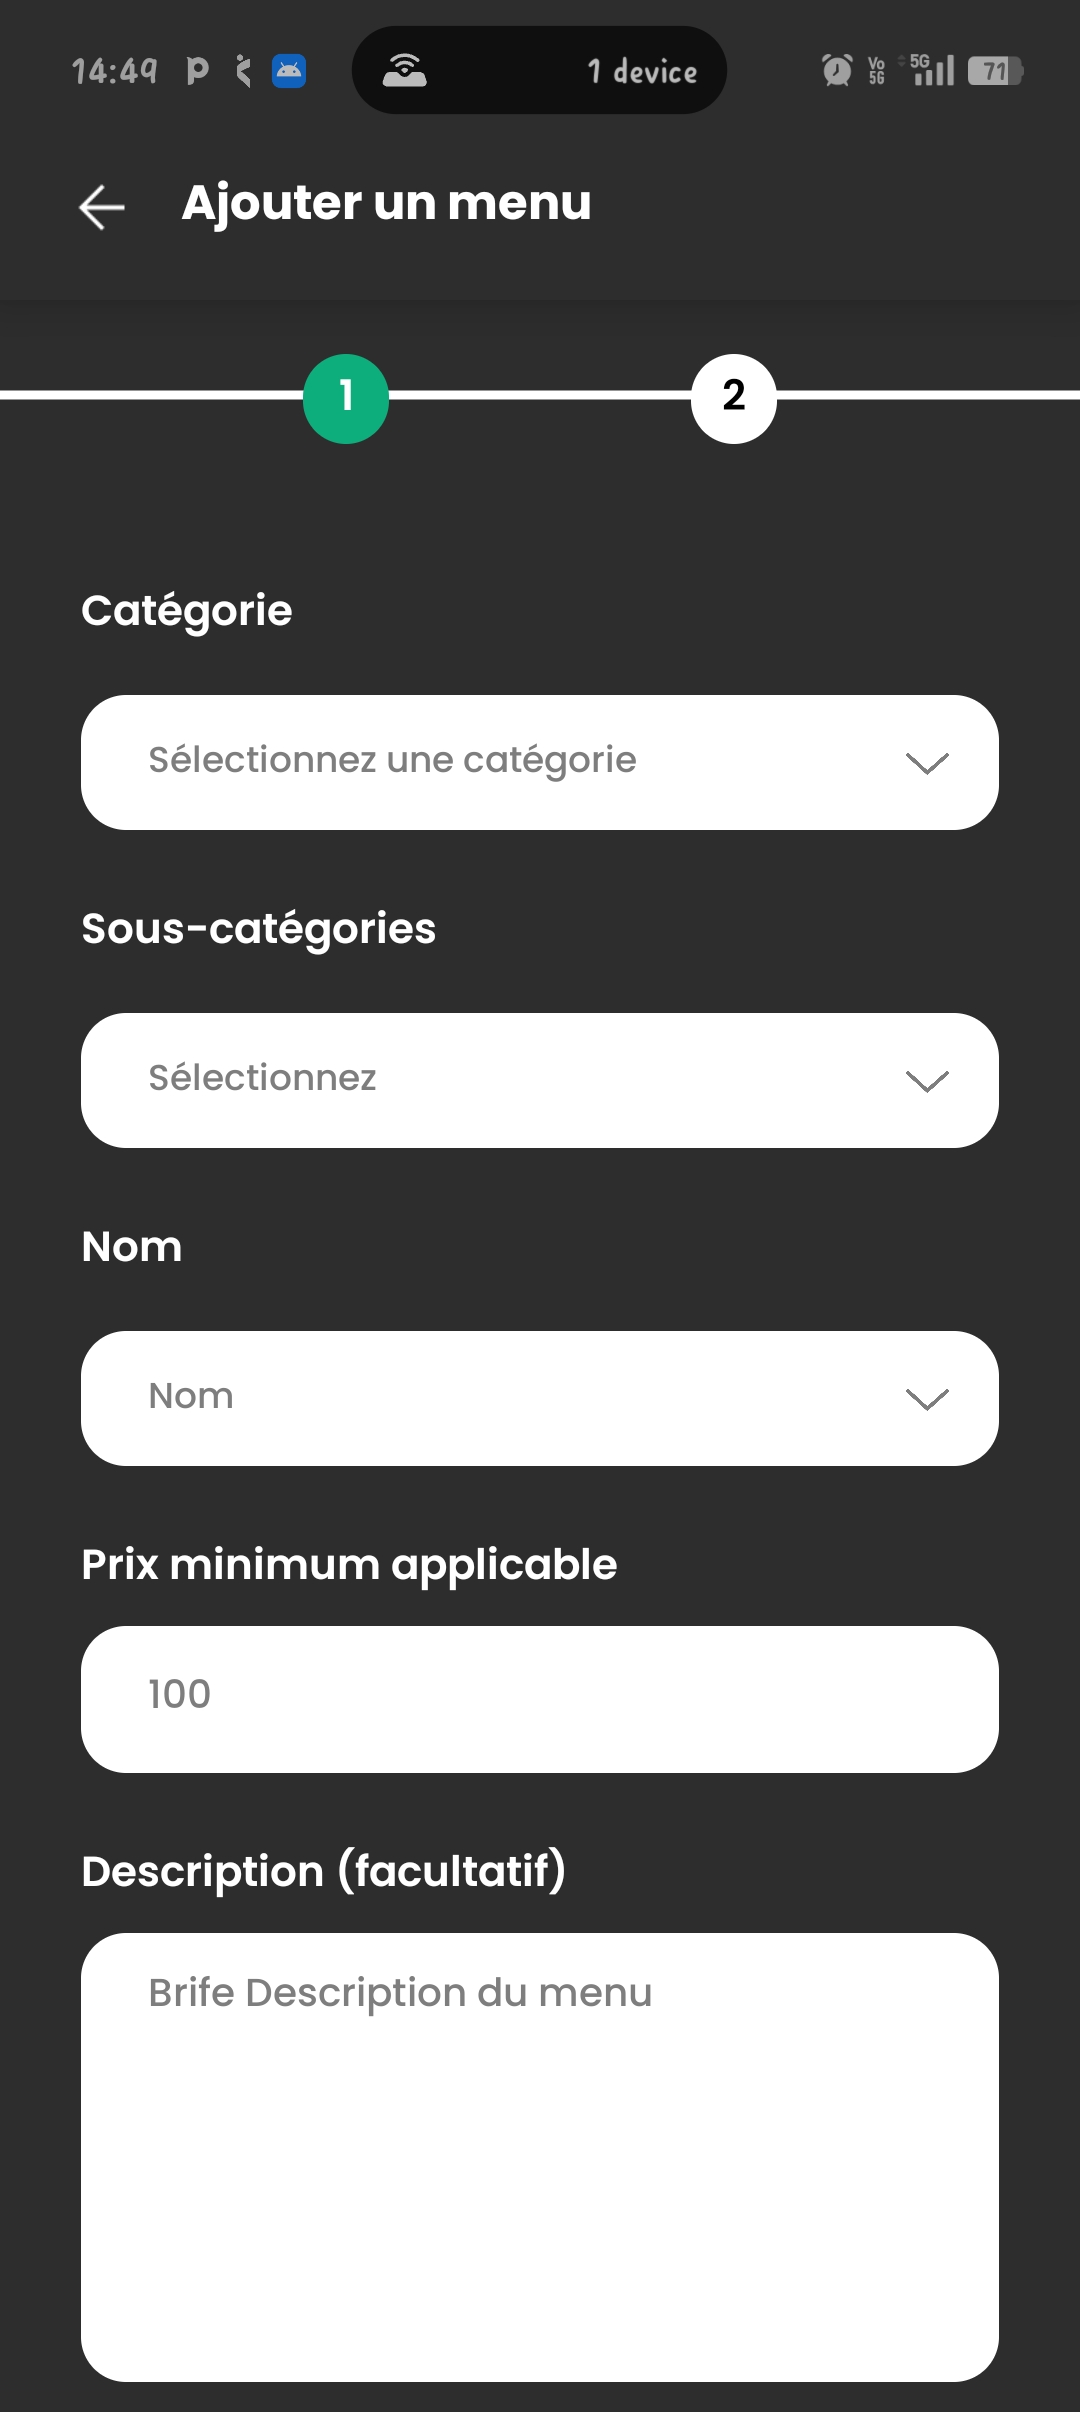 14:49
1 device
Vo 5G
5G
71
Ajouter un menu
1
2
Catégorie
Sélectionnez une catégorie
Sous-catégories
Sélectionnez
Nom
Nom
Prix minimum applicable
100
Description (facultatif)
Brife Description du menu